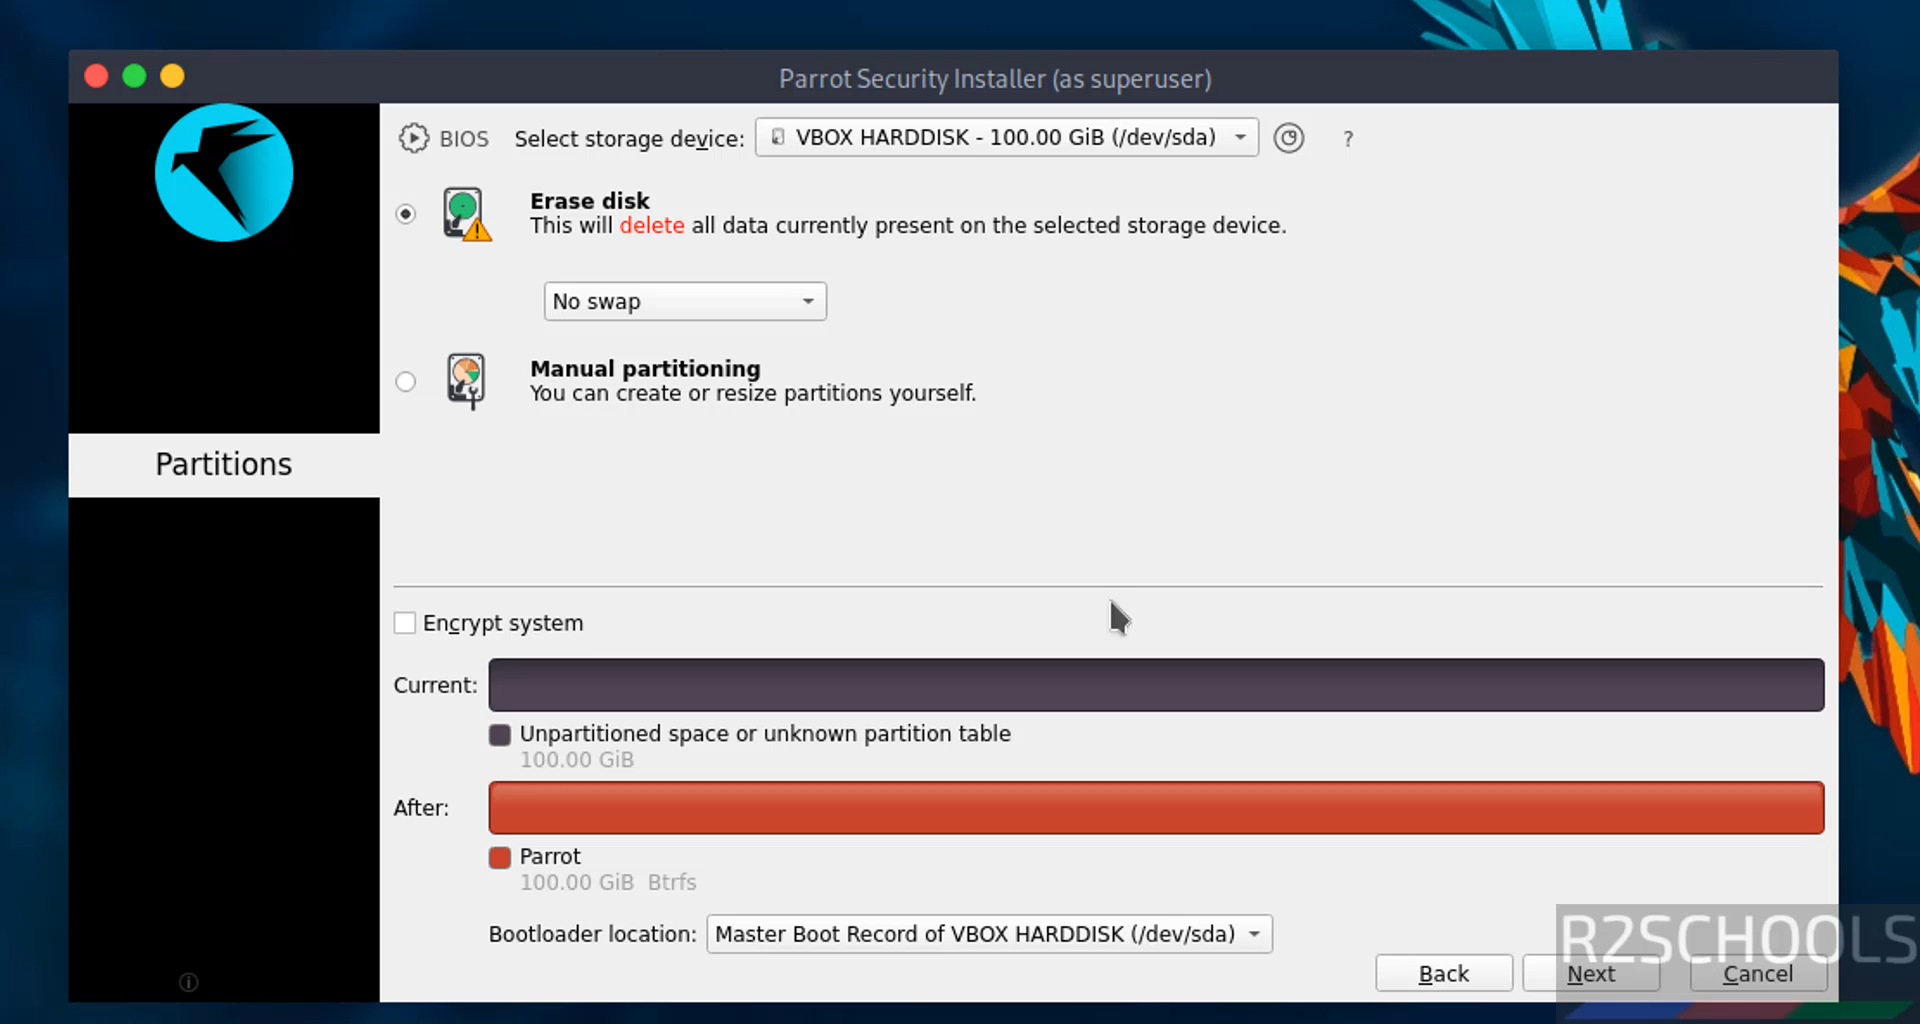 Parrot Security Installer (as superuser)
BIOS Select storage device: VBOX HARDDISK - 100.00 GiB (/dev/sda) ?
Erase disk
This will delete all data currently present on the selected storage device.
No swap
Manual partitioning
You can create or resize partitions yourself.
Partitions
Encrypt system
Current:
Unpartitioned space or unknown partition table
100.00 GiB
After:
Parrot
100.00 GiB Btrfs
Bootloader location: Master Boot Record of VBOX HARDDISK (/dev/sda)
R2SCHOOLS
Back Next Cancel